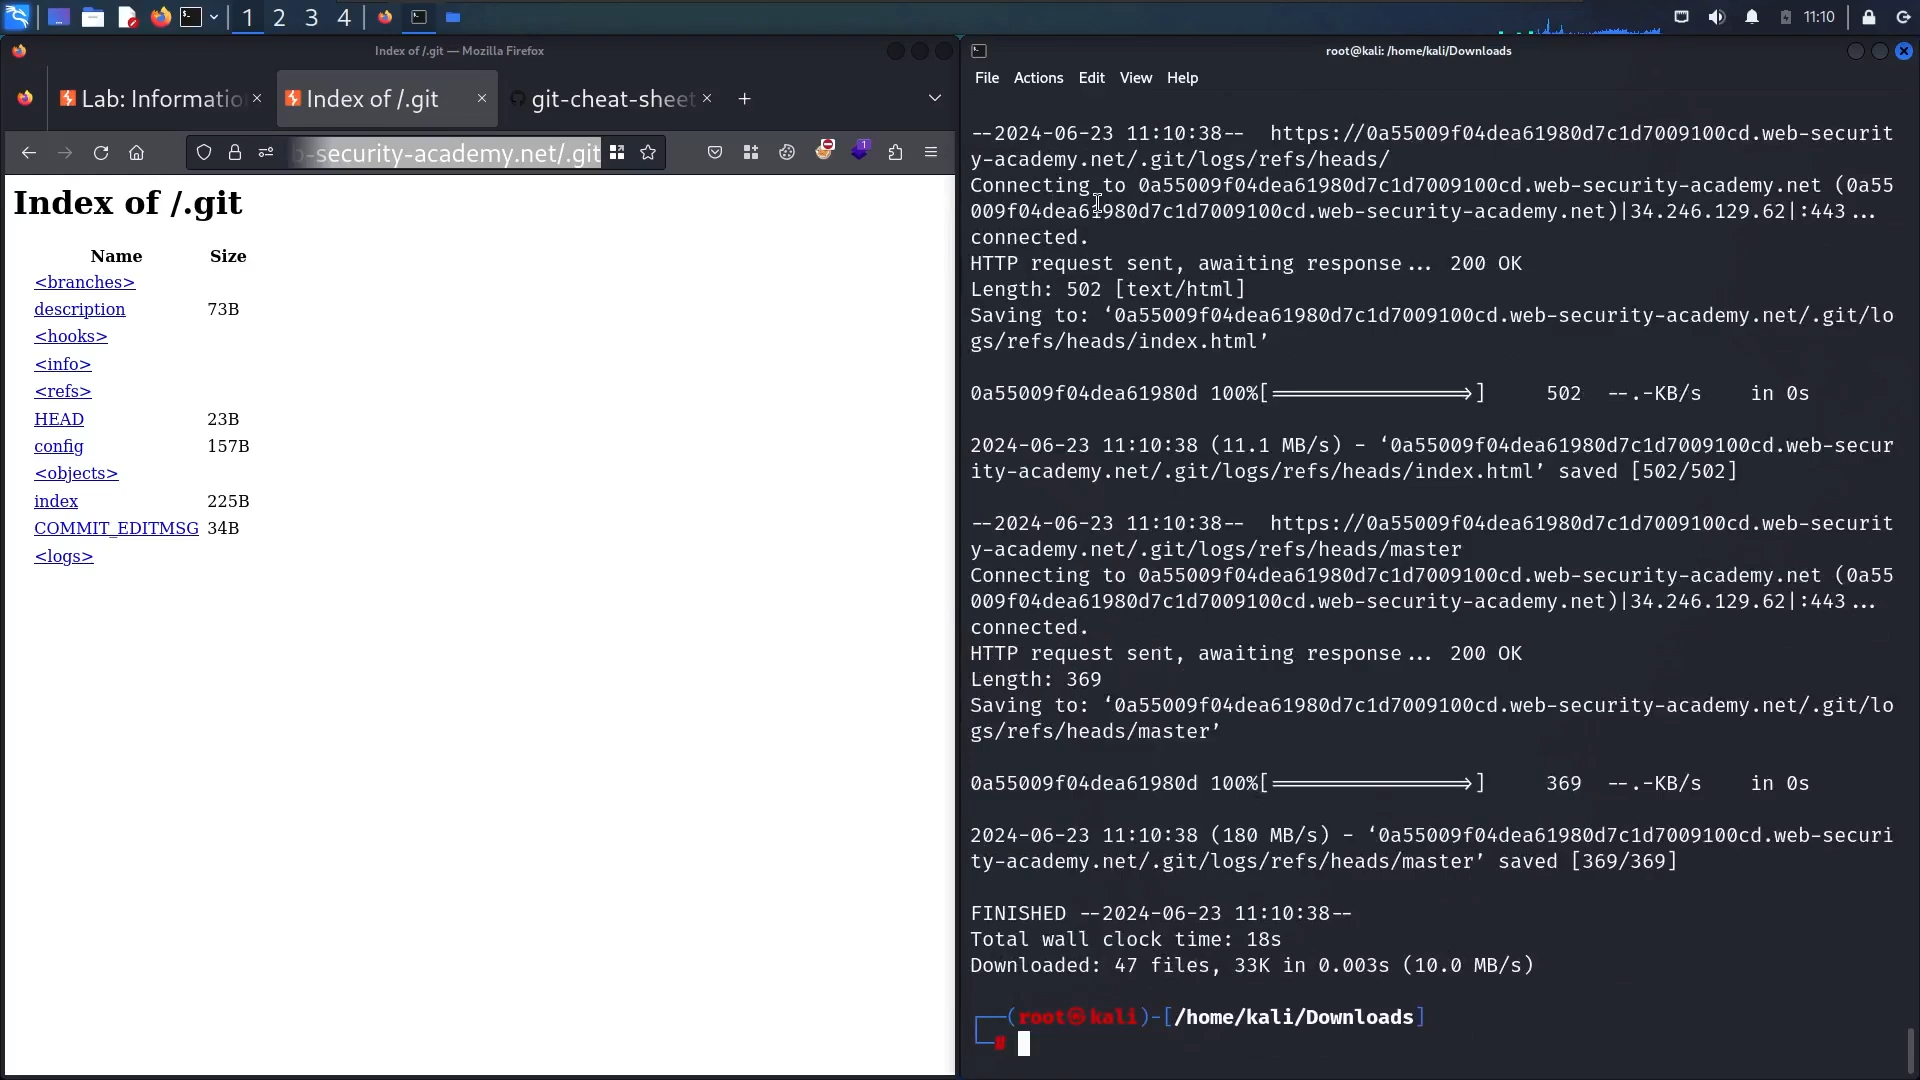 1 2 3 4
11:10
Index of /.git — Mozilla Firefox
Lab: Informatio
Index of /.git
git-cheat-sheet
-security-academy.net/.git
1
Index of /.git
Name Size
<branches>
description 73B
<hooks>
<info>
<refs>
HEAD 23B
config 157B
<objects>
index 225B
COMMIT_EDITMSG 34B
<logs>
root@kali: /home/kali/Downloads
File Actions Edit View Help
--2024-06-23 11:10:38-- https://0a55009f04dea61980d7c1d7009100cd.web-securit
y-academy.net/.git/logs/refs/heads/
Connecting to 0a55009f04dea61980d7c1d7009100cd.web-security-academy.net (0a55
009f04dea61980d7c1d7009100cd.web-security-academy.net)|34.246.129.62|:443...
connected.
HTTP request sent, awaiting response... 200 OK
Length: 502 [text/html]
Saving to: ‘0a55009f04dea61980d7c1d7009100cd.web-security-academy.net/.git/lo
gs/refs/heads/index.html’
0a55009f04dea61980d 100%[===================>] 502 --.-KB/s in 0s
2024-06-23 11:10:38 (11.1 MB/s) - ‘0a55009f04dea61980d7c1d7009100cd.web-secur
ity-academy.net/.git/logs/refs/heads/index.html’ saved [502/502]
--2024-06-23 11:10:38-- https://0a55009f04dea61980d7c1d7009100cd.web-securit
y-academy.net/.git/logs/refs/heads/master
Connecting to 0a55009f04dea61980d7c1d7009100cd.web-security-academy.net (0a55
009f04dea61980d7c1d7009100cd.web-security-academy.net)|34.246.129.62|:443...
connected.
HTTP request sent, awaiting response... 200 OK
Length: 369
Saving to: ‘0a55009f04dea61980d7c1d7009100cd.web-security-academy.net/.git/lo
gs/refs/heads/master’
0a55009f04dea61980d 100%[===================>] 369 --.-KB/s in 0s
2024-06-23 11:10:38 (180 MB/s) - ‘0a55009f04dea61980d7c1d7009100cd.web-securi
ty-academy.net/.git/logs/refs/heads/master’ saved [369/369]
FINISHED --2024-06-23 11:10:38--
Total wall clock time: 18s
Downloaded: 47 files, 33K in 0.003s (10.0 MB/s)
┌──(root㉿kali)-[/home/kali/Downloads]
└─#